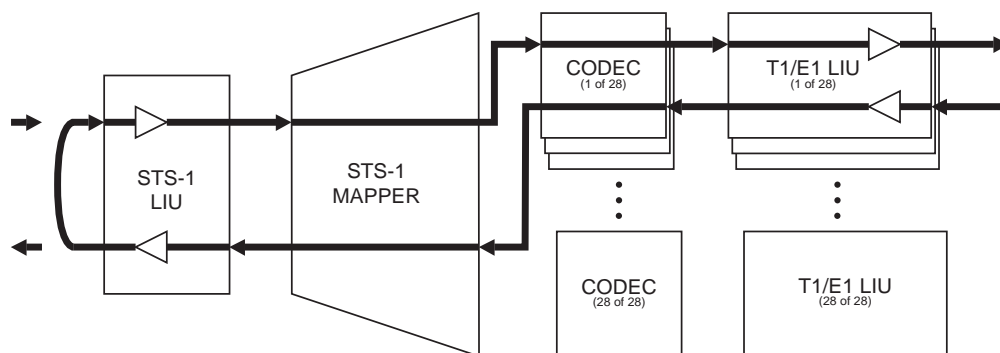 CODEC
(1 of 28)
T1/E1 LIU
(1 of 28)
STS-1
LIU
STS-1
MAPPER
CODEC
(28 of 28)
T1/E1 LIU
(28 of 28)